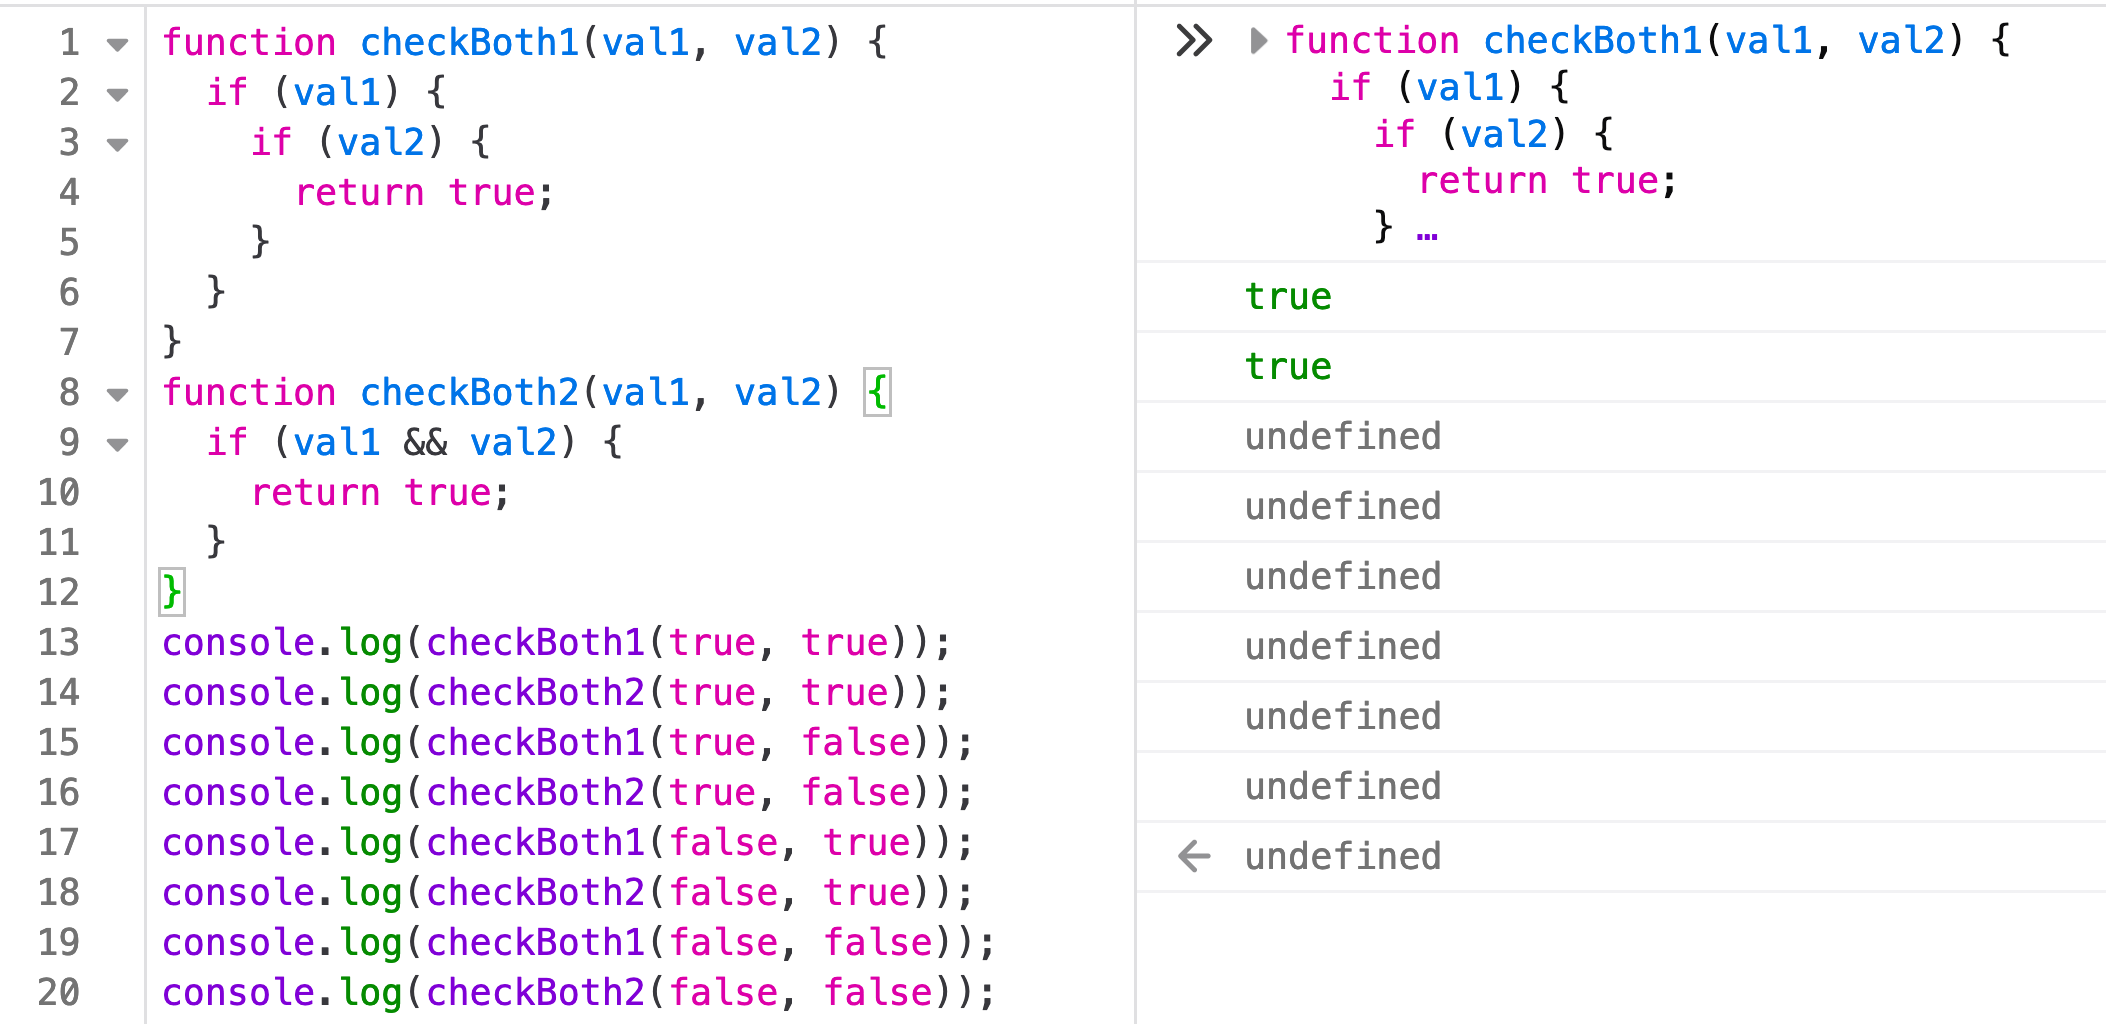 1 function checkBoth1(val1, val2) {
2   if (val1) {
3     if (val2) {
4       return true;
5     }
6   }
7 }
8 function checkBoth2(val1, val2) {
9   if (val1 && val2) {
10     return true;
11   }
12 }
13 console.log(checkBoth1(true, true));
14 console.log(checkBoth2(true, true));
15 console.log(checkBoth1(true, false));
16 console.log(checkBoth2(true, false));
17 console.log(checkBoth1(false, true));
18 console.log(checkBoth2(false, true));
19 console.log(checkBoth1(false, false));
20 console.log(checkBoth2(false, false));
function checkBoth1(val1, val2) {
  if (val1) {
    if (val2) {
      return true;
    } …
true
true
undefined
undefined
undefined
undefined
undefined
undefined
undefined